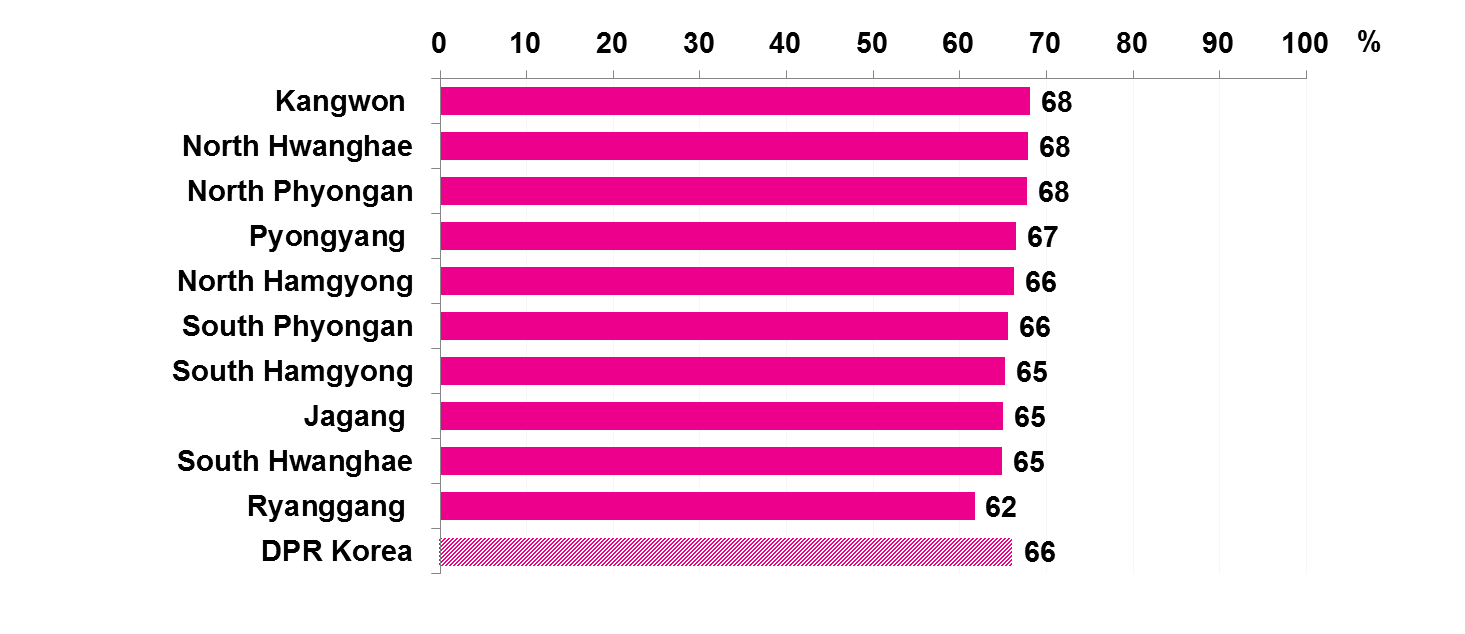 0 10 20 30 40 50 60 70 80 90 100 %
Kangwon 68
North Hwanghae 68
North Phyongan 68
Pyongyang 67
North Hamgyong 66
South Phyongan 66
South Hamgyong 65
Jagang 65
South Hwanghae 65
Ryanggang 62
DPR Korea 66